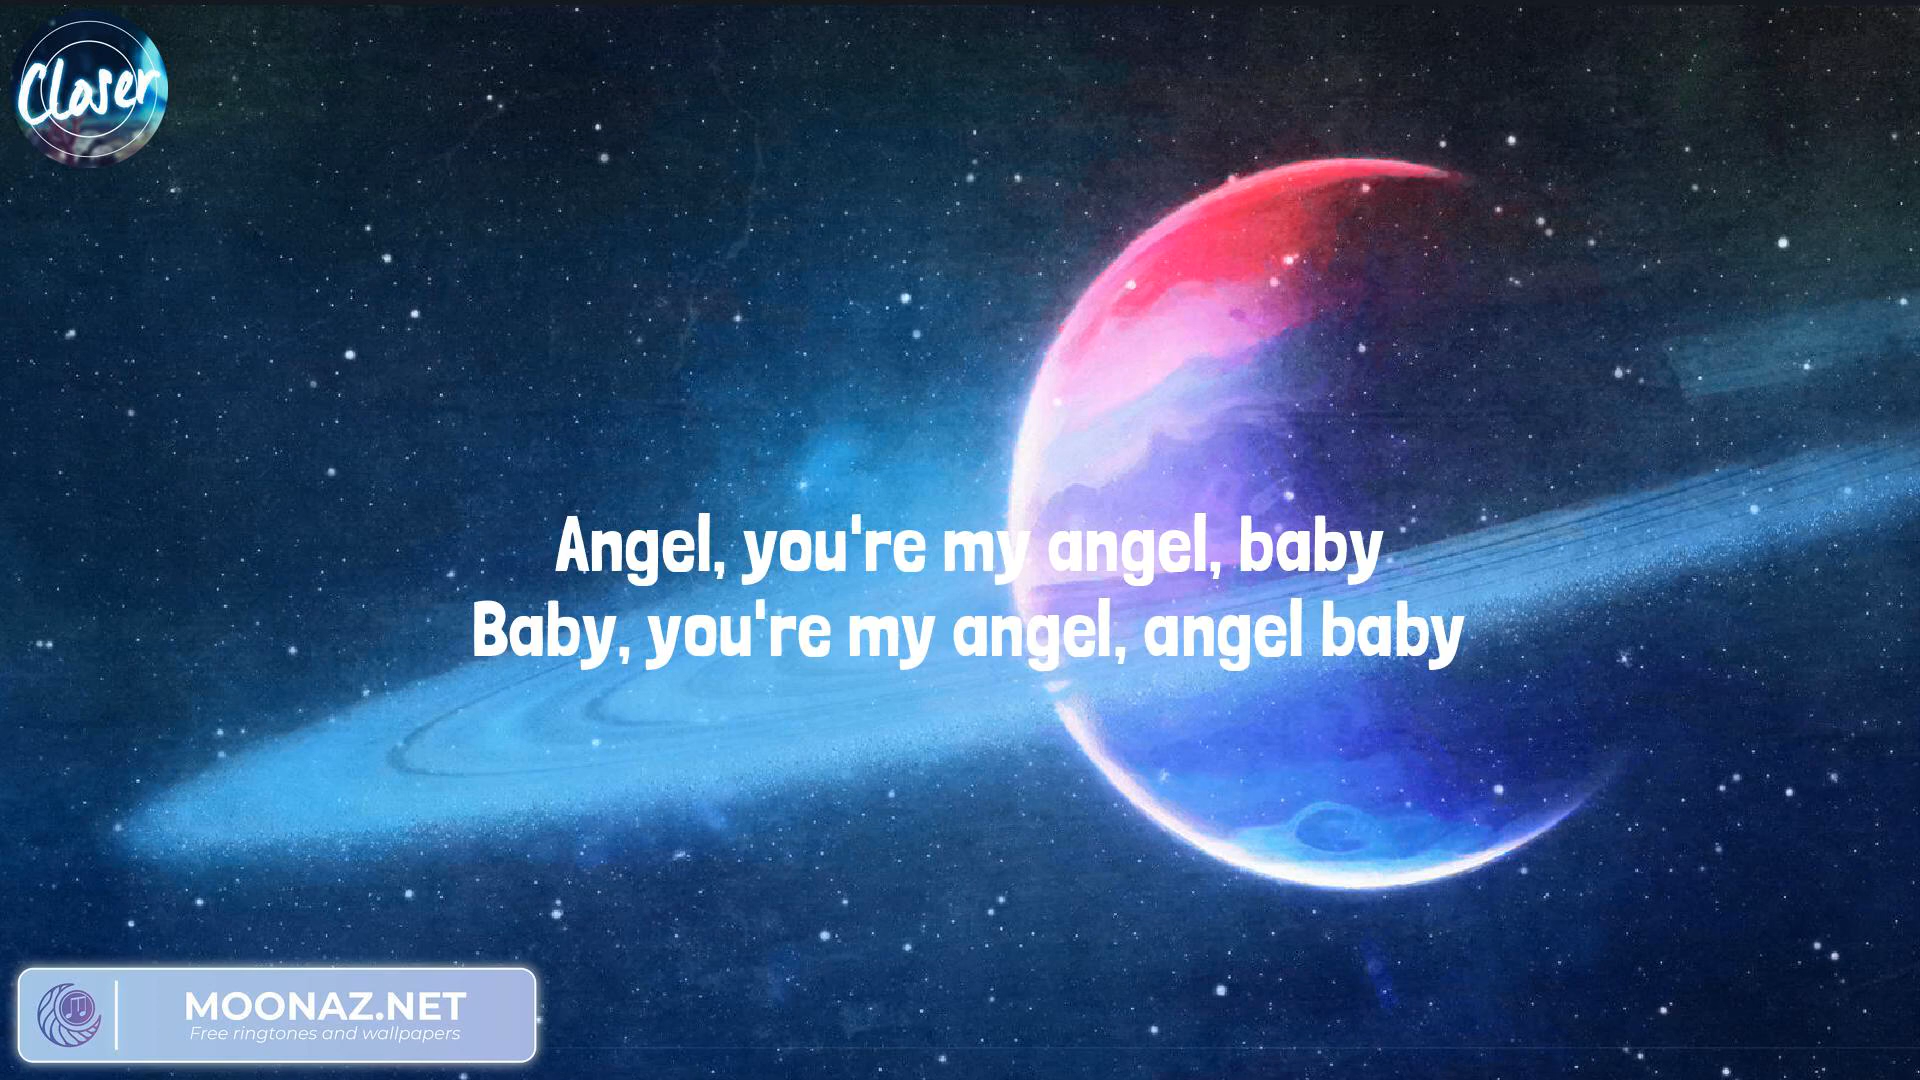 Closer
Angel, you're my angel, baby
Baby, you're my angel, angel baby
MOONAZ.NET
Free ringtones and wallpapers